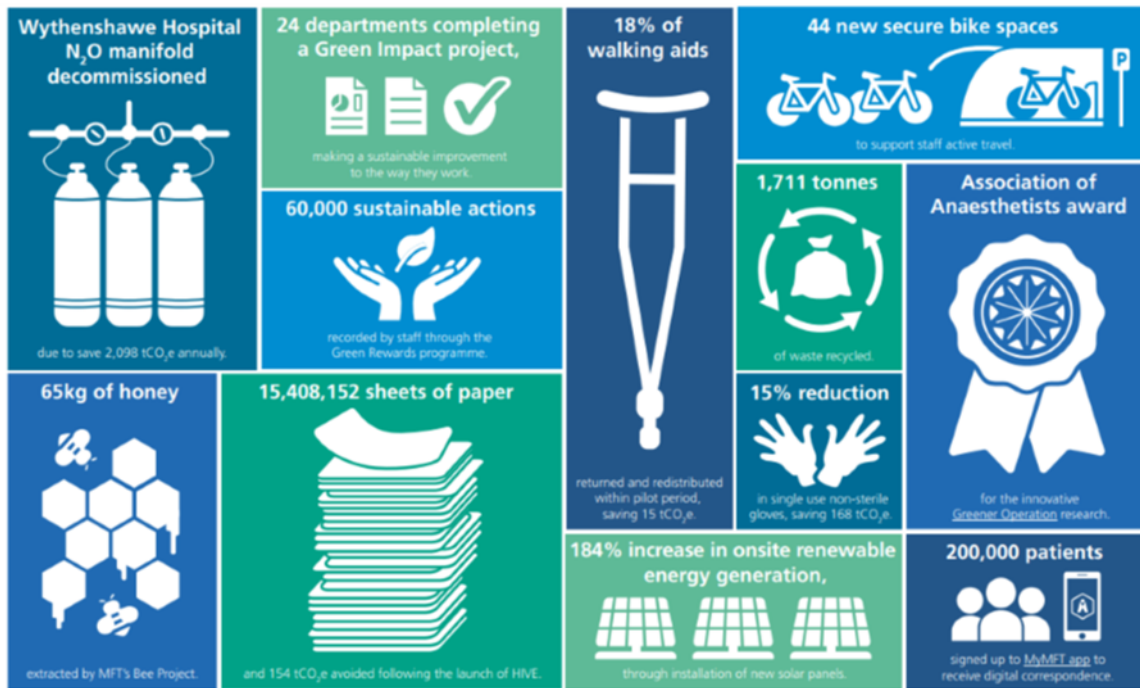 Wythenshawe Hospital
N₂O manifold
decommissioned
due to save 2,098 tCO₂e annually.
24 departments completing
a Green Impact project,
making a sustainable improvement
to the way they work.
60,000 sustainable actions
recorded by staff through the
Green Rewards programme.
18% of
walking aids
returned and redistributed
within pilot period,
saving 15 tCO₂e.
44 new secure bike spaces
P
to support staff active travel.
1,711 tonnes
of waste recycled.
Association of
Anaesthetists award
for the innovative
Greener Operation research.
65kg of honey
extracted by MFT's Bee Project.
15,408,152 sheets of paper
and 154 tCO₂e avoided following the launch of HIVE.
15% reduction
in single use non-sterile
gloves, saving 168 tCO₂e.
184% increase in onsite renewable
energy generation,
through installation of new solar panels.
200,000 patients
signed up to MyMFT app to
receive digital correspondence.